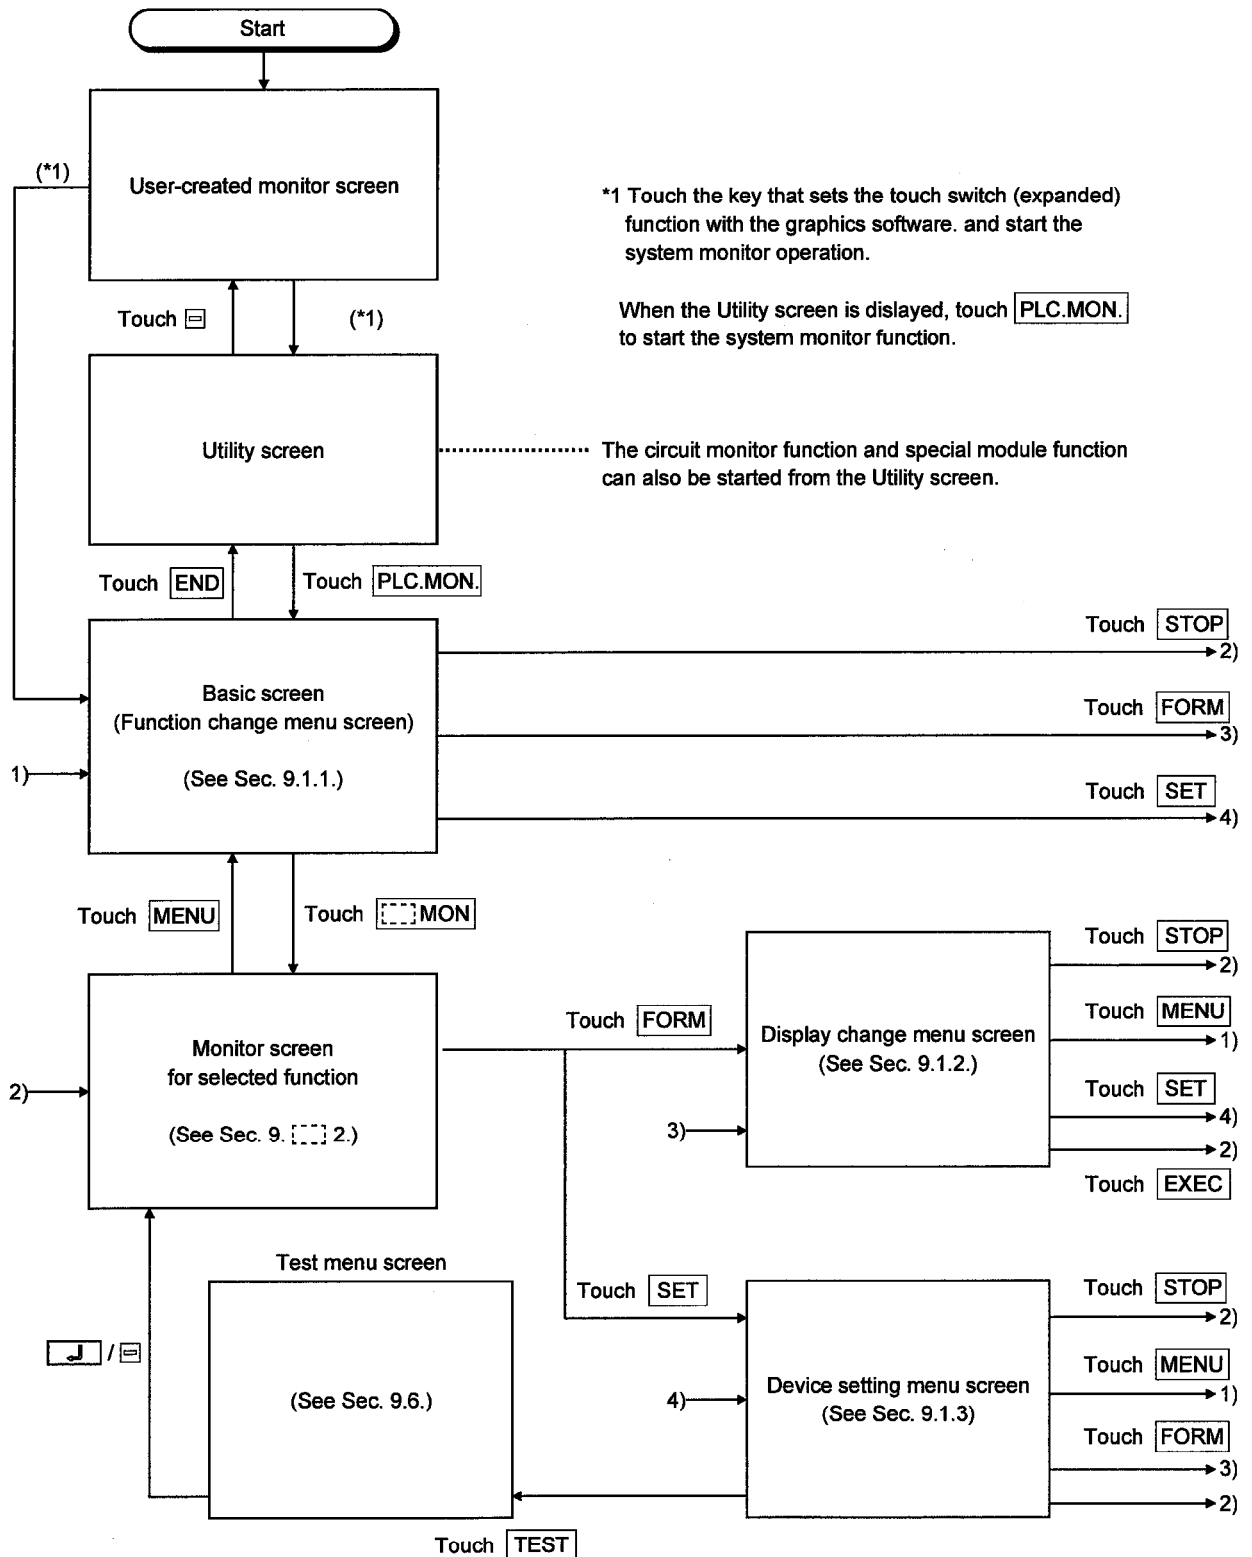 Start
(*1)
User-created monitor screen
*1 Touch the key that sets the touch switch (expanded)
function with the graphics software. and start the
system monitor operation.
Touch
(*1)
When the Utility screen is dislayed, touch PLC.MON.
to start the system monitor function.
Utility screen
The circuit monitor function and special module function
can also be started from the Utility screen.
Touch END
Touch PLC.MON.
Touch STOP
2)
Basic screen
(Function change menu screen)
(See Sec. 9.1.1.)
Touch FORM
3)
1)
Touch SET
4)
Touch MENU
Touch MON
Touch STOP
2)
Touch FORM
Display change menu screen
(See Sec. 9.1.2.)
Touch MENU
1)
Monitor screen
for selected function
(See Sec. 9. 2.)
2)
Touch SET
4)
3)
2)
Touch EXEC
Test menu screen
Touch SET
Touch STOP
2)
/
(See Sec. 9.6.)
4)
Device setting menu screen
(See Sec. 9.1.3)
Touch MENU
1)
Touch FORM
3)
2)
Touch TEST